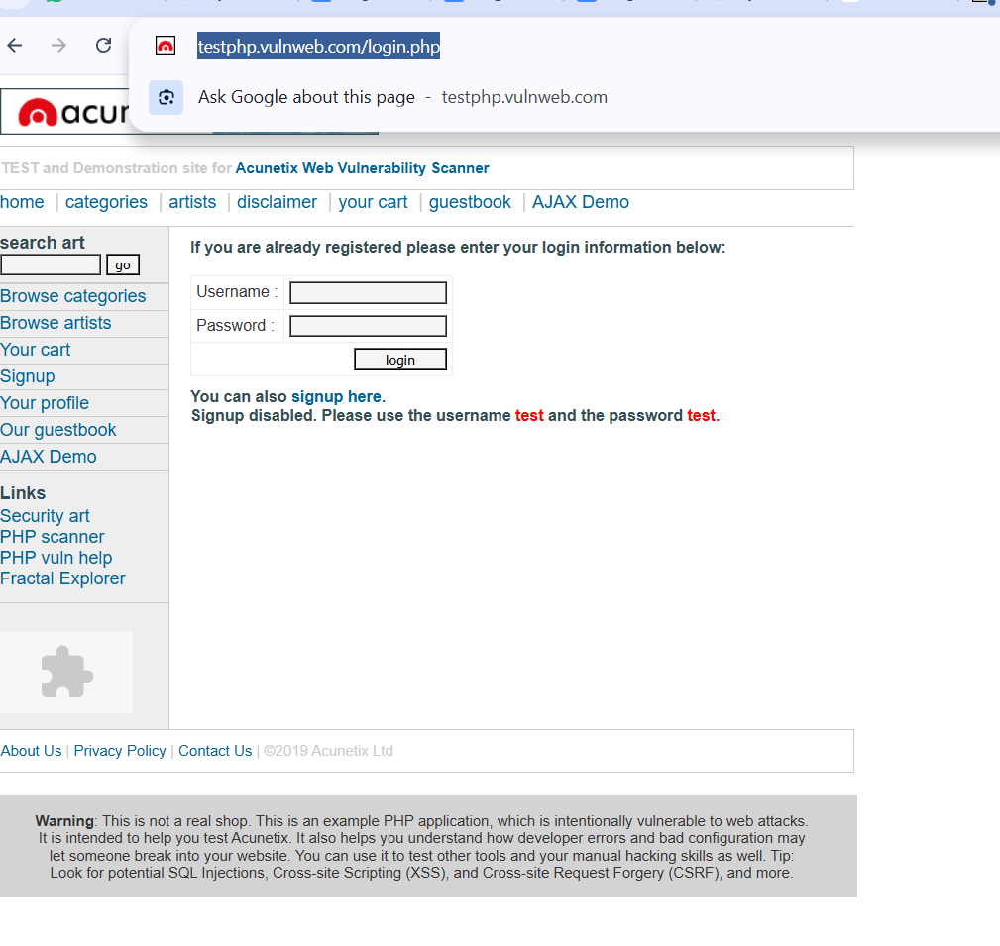 testphp.vulnweb.com/login.php
Ask Google about this page - testphp.vulnweb.com
acu
TEST and Demonstration site for Acunetix Web Vulnerability Scanner
home | categories | artists | disclaimer | your cart | guestbook | AJAX Demo
search art
go
Browse categories
Browse artists
Your cart
Signup
Your profile
Our guestbook
AJAX Demo
Links
Security art
PHP scanner
PHP vuln help
Fractal Explorer
If you are already registered please enter your login information below:
Username :
Password :
login
You can also signup here.
Signup disabled. Please use the username test and the password test.
About Us | Privacy Policy | Contact Us | ©2019 Acunetix Ltd
Warning: This is not a real shop. This is an example PHP application, which is intentionally vulnerable to web attacks.
It is intended to help you test Acunetix. It also helps you understand how developer errors and bad configuration may
let someone break into your website. You can use it to test other tools and your manual hacking skills as well. Tip:
Look for potential SQL Injections, Cross-site Scripting (XSS), and Cross-site Request Forgery (CSRF), and more.